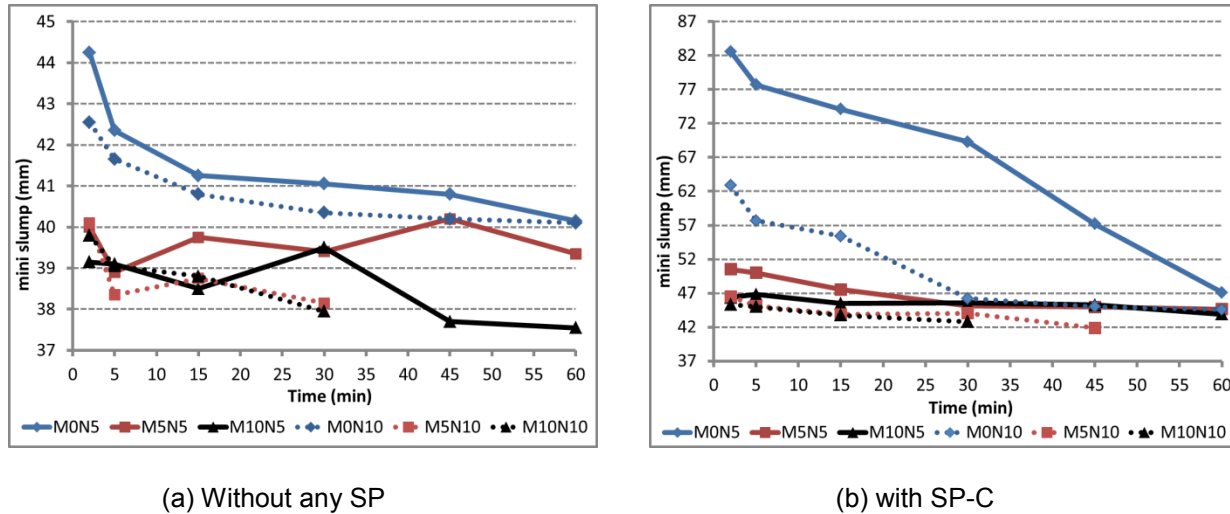 45
44
43
42
41
40
39
38
37
mini slump (mm)
0 5 10 15 20 25 30 35 40 45 50 55 60
Time (min)
M0N5 M5N5 M10N5 M0N10 M5N10 M10N10
(a) Without any SP
87
82
77
72
67
62
57
52
47
42
37
mini slump (mm)
0 5 10 15 20 25 30 35 40 45 50 55 60
Time (min)
M0N5 M5N5 M10N5 M0N10 M5N10 M10N10
(b) with SP-C